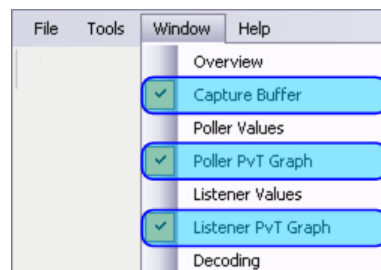 File Tools Window Help
Overview
Capture Buffer
Poller Values
Poller PvT Graph
Listener Values
Listener PvT Graph
Decoding